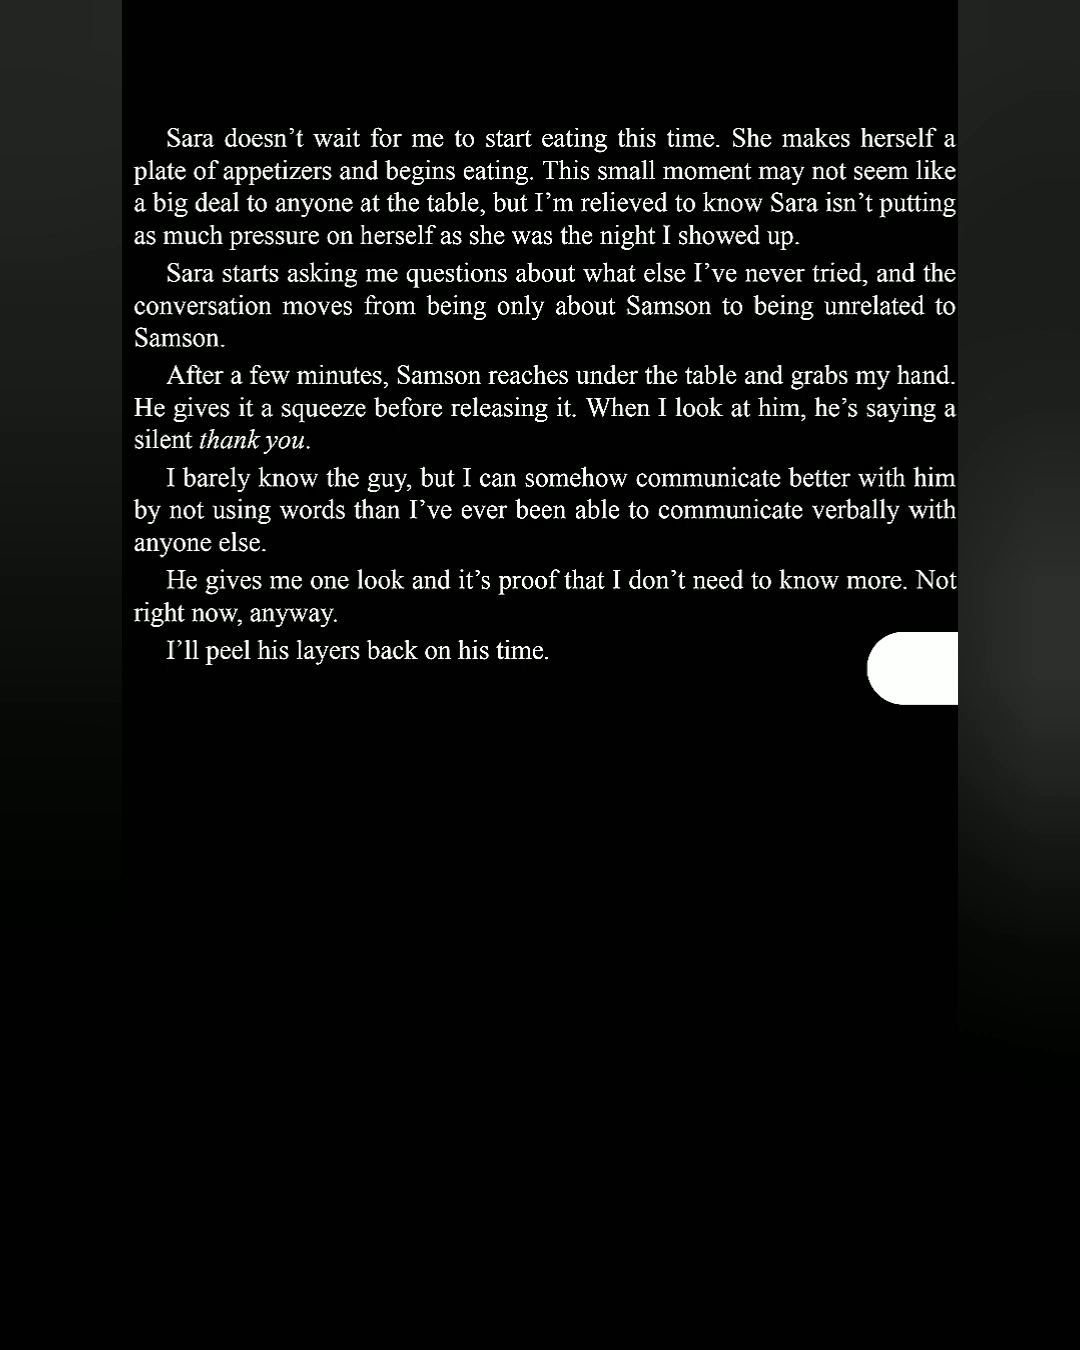 Sara doesn’t wait for me to start eating this time. She makes herself a
plate of appetizers and begins eating. This small moment may not seem like
a big deal to anyone at the table, but I’m relieved to know Sara isn’t putting
as much pressure on herself as she was the night I showed up.
Sara starts asking me questions about what else I’ve never tried, and the
conversation moves from being only about Samson to being unrelated to
Samson.
After a few minutes, Samson reaches under the table and grabs my hand.
He gives it a squeeze before releasing it. When I look at him, he’s saying a
silent thank you.
I barely know the guy, but I can somehow communicate better with him
by not using words than I’ve ever been able to communicate verbally with
anyone else.
He gives me one look and it’s proof that I don’t need to know more. Not
right now, anyway.
I’ll peel his layers back on his time.